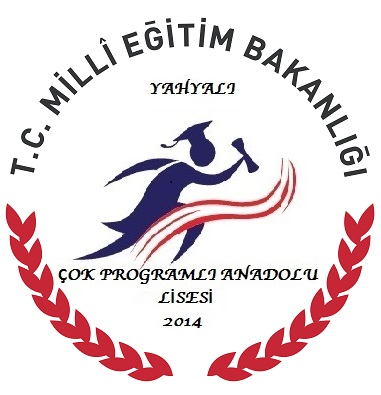 T.C. MİLLÎ EĞİTİM BAKANLIĞI
YAHYALI
ÇOK PROGRAMLI ANADOLU
LİSESİ
2014